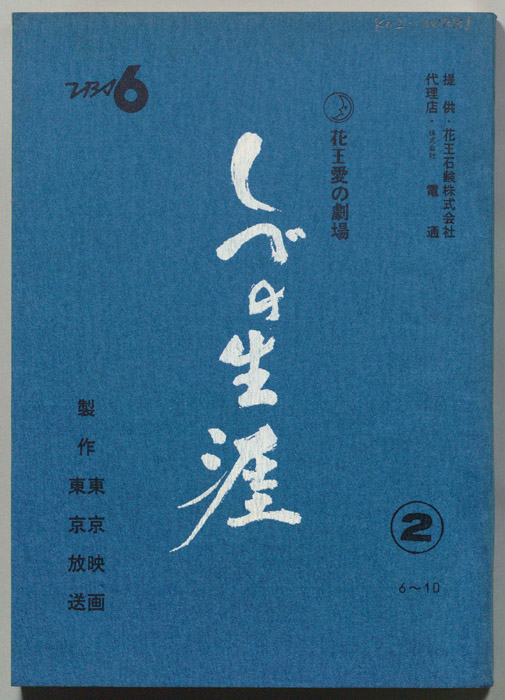 提供・花王石鹸株式会社
代理店・株式会社 電通
TBS6
花王愛の劇場
しづの生涯
製作 東京映画
東京放送
2
6〜10